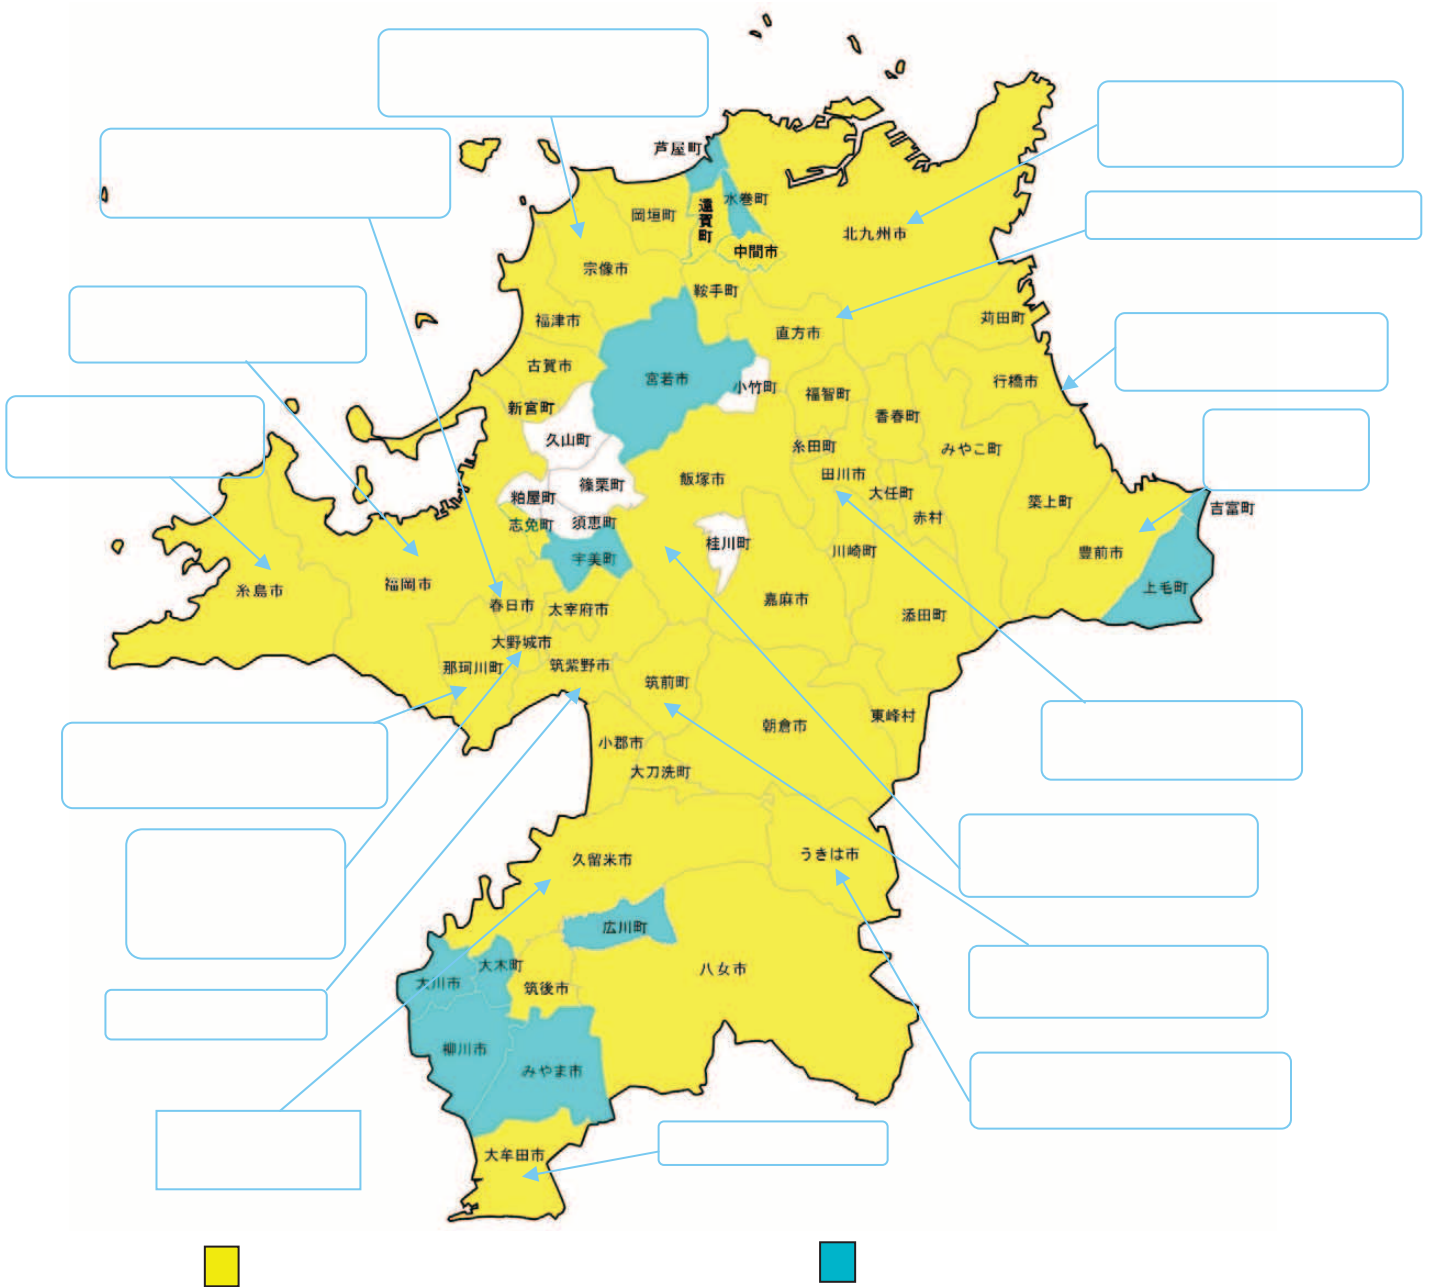 芦屋町
水巻町
遠賀町
岡垣町
北九州市
中間市
宗像市
鞍手町
苅田町
福津市
直方市
古賀市
宮若市
小竹町
行橋市
福智町
新宮町
香春町
久山町
糸田町
みやこ町
田川市
飯塚市
篠栗町
大任町
粕屋町
築上町
吉富町
赤村
志免町
須恵町
桂川町
川崎町
豊前市
宇美町
福岡市
上毛町
糸島市
嘉麻市
春日市
太宰府市
添田町
大野城市
那珂川町
筑紫野市
筑前町
東峰村
朝倉市
小郡市
大刀洗町
うきは市
久留米市
広川町
大木町
八女市
大川市
筑後市
柳川市
みやま市
大牟田市